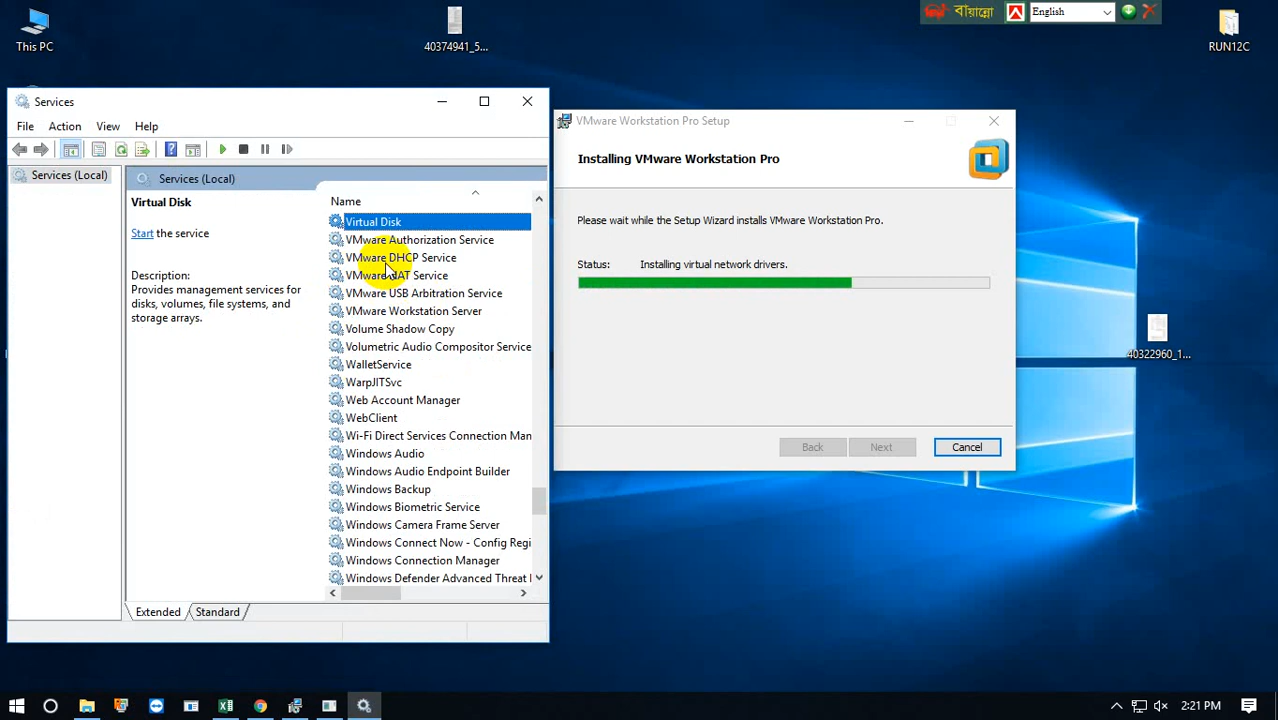 This PC
40374941_5...
বায়ান্নো
English
RUN12C
Services
File Action View Help
Services (Local)
Services (Local)
Virtual Disk
Start the service
Description:
Provides management services for
disks, volumes, file systems, and
storage arrays.
Name
Virtual Disk
VMware Authorization Service
VMware DHCP Service
VMware NAT Service
VMware USB Arbitration Service
VMware Workstation Server
Volume Shadow Copy
Volumetric Audio Compositor Service
WalletService
WarpJITSvc
Web Account Manager
WebClient
Wi-Fi Direct Services Connection Man
Windows Audio
Windows Audio Endpoint Builder
Windows Backup
Windows Biometric Service
Windows Camera Frame Server
Windows Connect Now - Config Regi
Windows Connection Manager
Windows Defender Advanced Threat
Extended Standard
VMware Workstation Pro Setup
Installing VMware Workstation Pro
Please wait while the Setup Wizard installs VMware Workstation Pro.
Status: Installing virtual network drivers.
Back Next Cancel
40322960_1...
2:21 PM